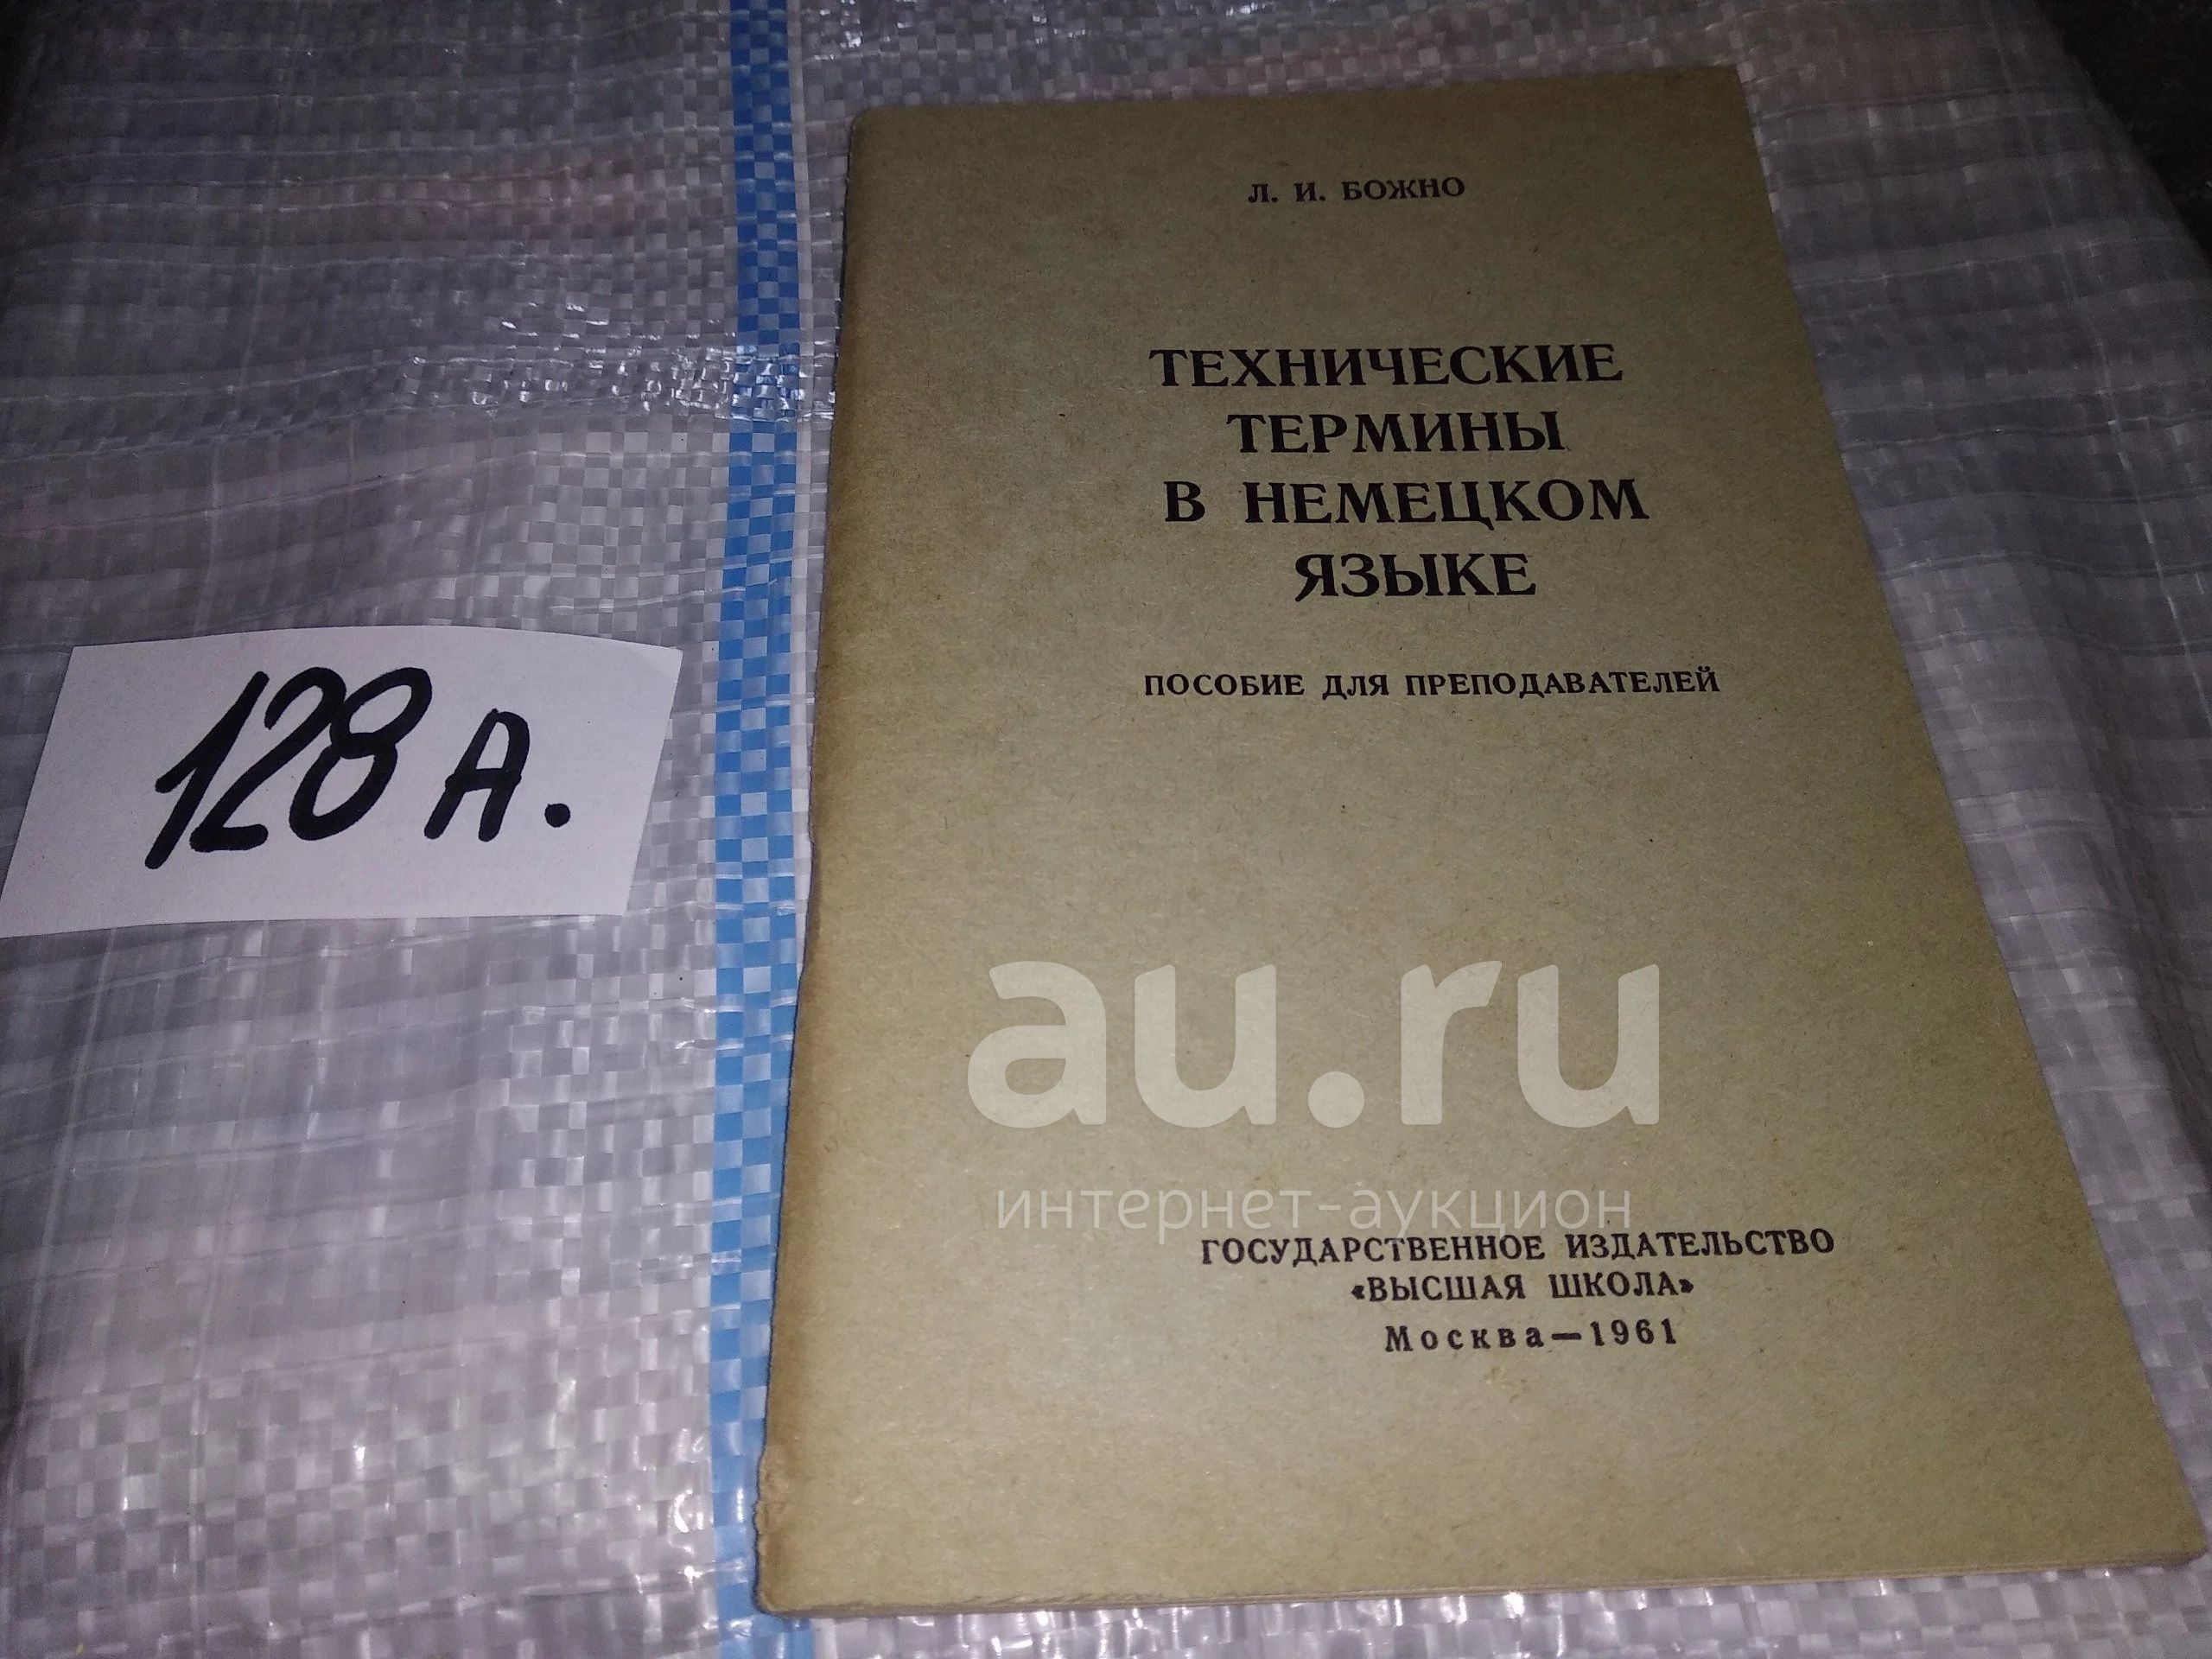 Л. И. БОЖНО
ТЕХНИЧЕСКИЕ
ТЕРМИНЫ
В НЕМЕЦКОМ
ЯЗЫКЕ
ПОСОБИЕ ДЛЯ ПРЕПОДАВАТЕЛЕЙ
128 А.
au.ru
интернет-аукцион
ГОСУДАРСТВЕННОЕ ИЗДАТЕЛЬСТВО
«ВЫСШАЯ ШКОЛА»
Москва—1961